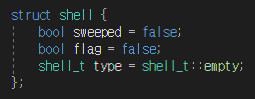 struct shell {
    bool sweeped = false;
    bool flag = false;
    shell_t type = shell_t::empty;
};